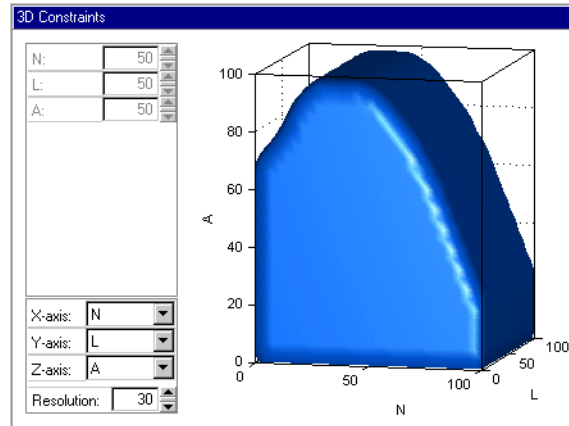 3D Constraints
N: 50
L: 50
A: 50
X-axis: N
Y-axis: L
Z-axis: A
Resolution: 30
100
80
60
40
20
0
A
0
50
100
N
0
50
100
L